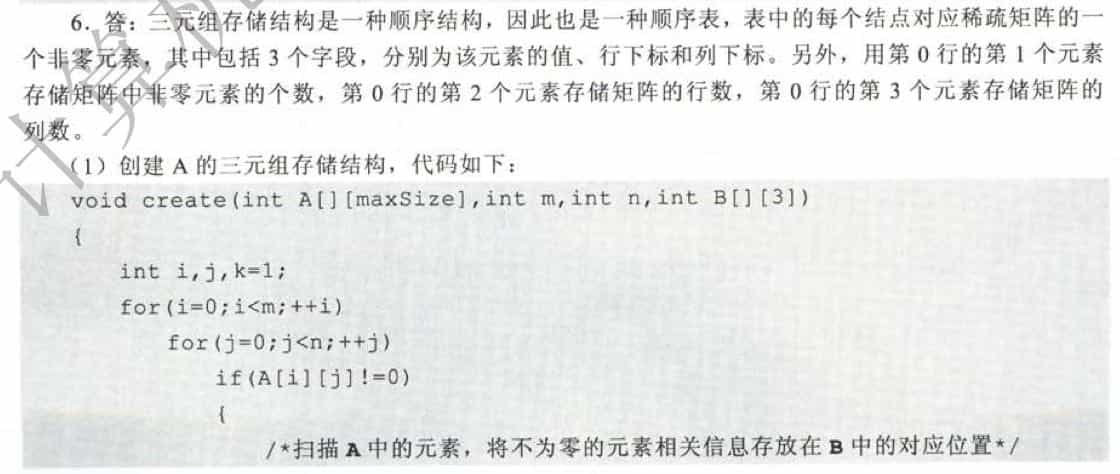 6. 答：三元组存储结构是一种顺序结构，因此也是一种顺序表，表中的每个结点对应稀疏矩阵的一
个非零元素，其中包括 3 个字段，分别为该元素的值、行下标和列下标。另外，用第 0 行的第 1 个元素
存储矩阵中非零元素的个数，第 0 行的第 2 个元素存储矩阵的行数，第 0 行的第 3 个元素存储矩阵的
列数。
（1）创建 A 的三元组存储结构，代码如下：
void create(int A[][maxSize],int m,int n,int B[][3])
{
int i,j,k=1;
for(i=0;i<m;++i)
for(j=0;j<n;++j)
if(A[i][j]!=0)
{
/*扫描 A 中的元素，将不为零的元素相关信息存放在 B 中的对应位置*/
计算机